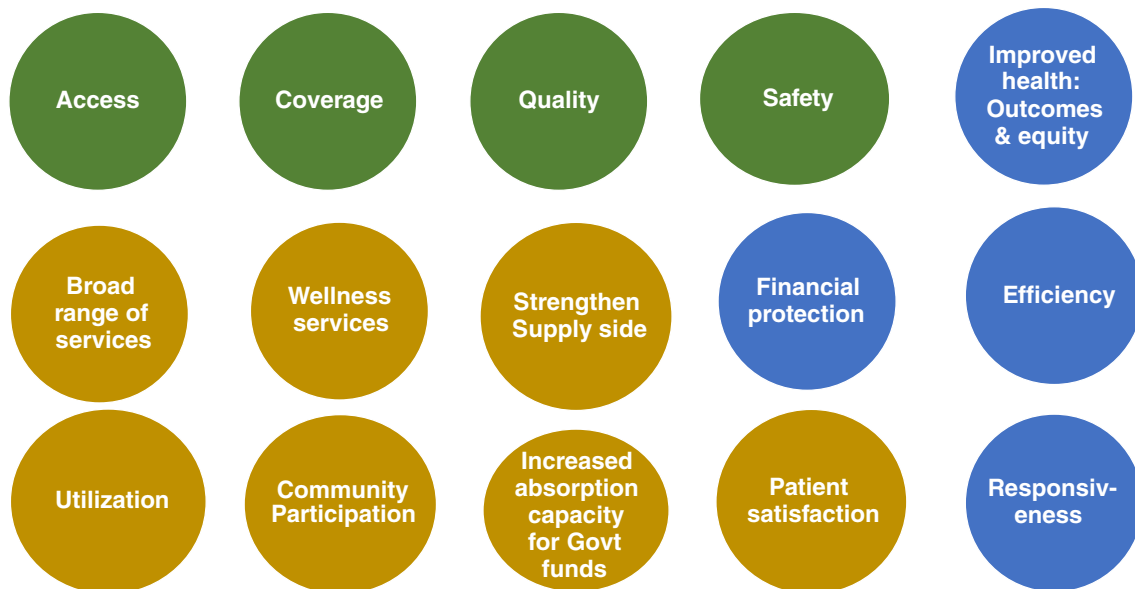 Access
Coverage
Quality
Safety
Improved
health:
Outcomes
& equity
Broad
range of
services
Wellness
services
Strengthen
Supply side
Financial
protection
Efficiency
Utilization
Community
Participation
Increased
absorption
capacity
for Govt
funds
Patient
satisfaction
Responsiv-
eness